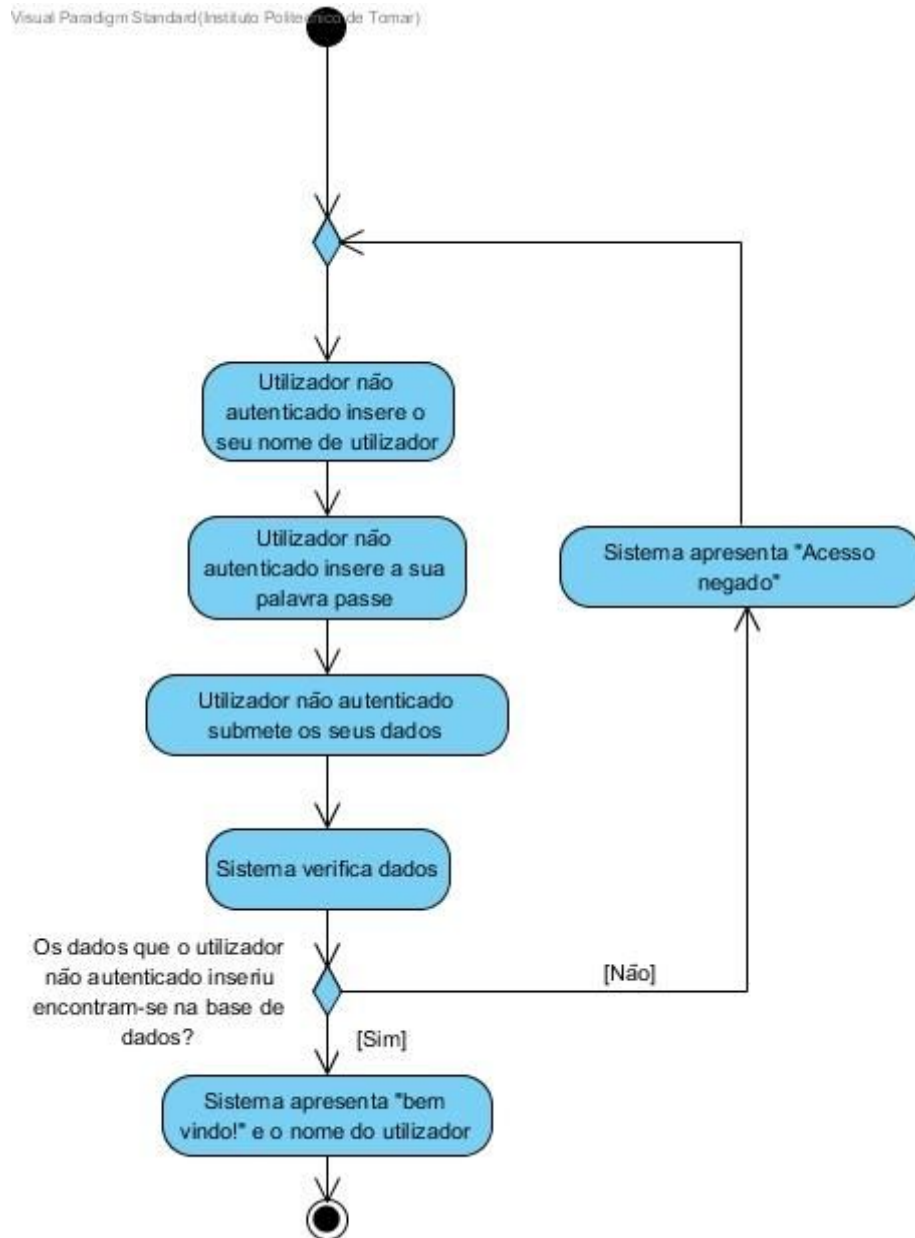 Visual Paradigm Standard(Instituto Politécnico de Tomar)
Utilizador não
autenticado insere o
seu nome de utilizador
Utilizador não
autenticado insere a sua
palavra passe
Sistema apresenta "Acesso
negado"
Utilizador não autenticado
submete os seus dados
Sistema verifica dados
Os dados que o utilizador
não autenticado inseriu
encontram-se na base de
dados?
[Não]
[Sim]
Sistema apresenta "bem
vindo!" e o nome do utilizador